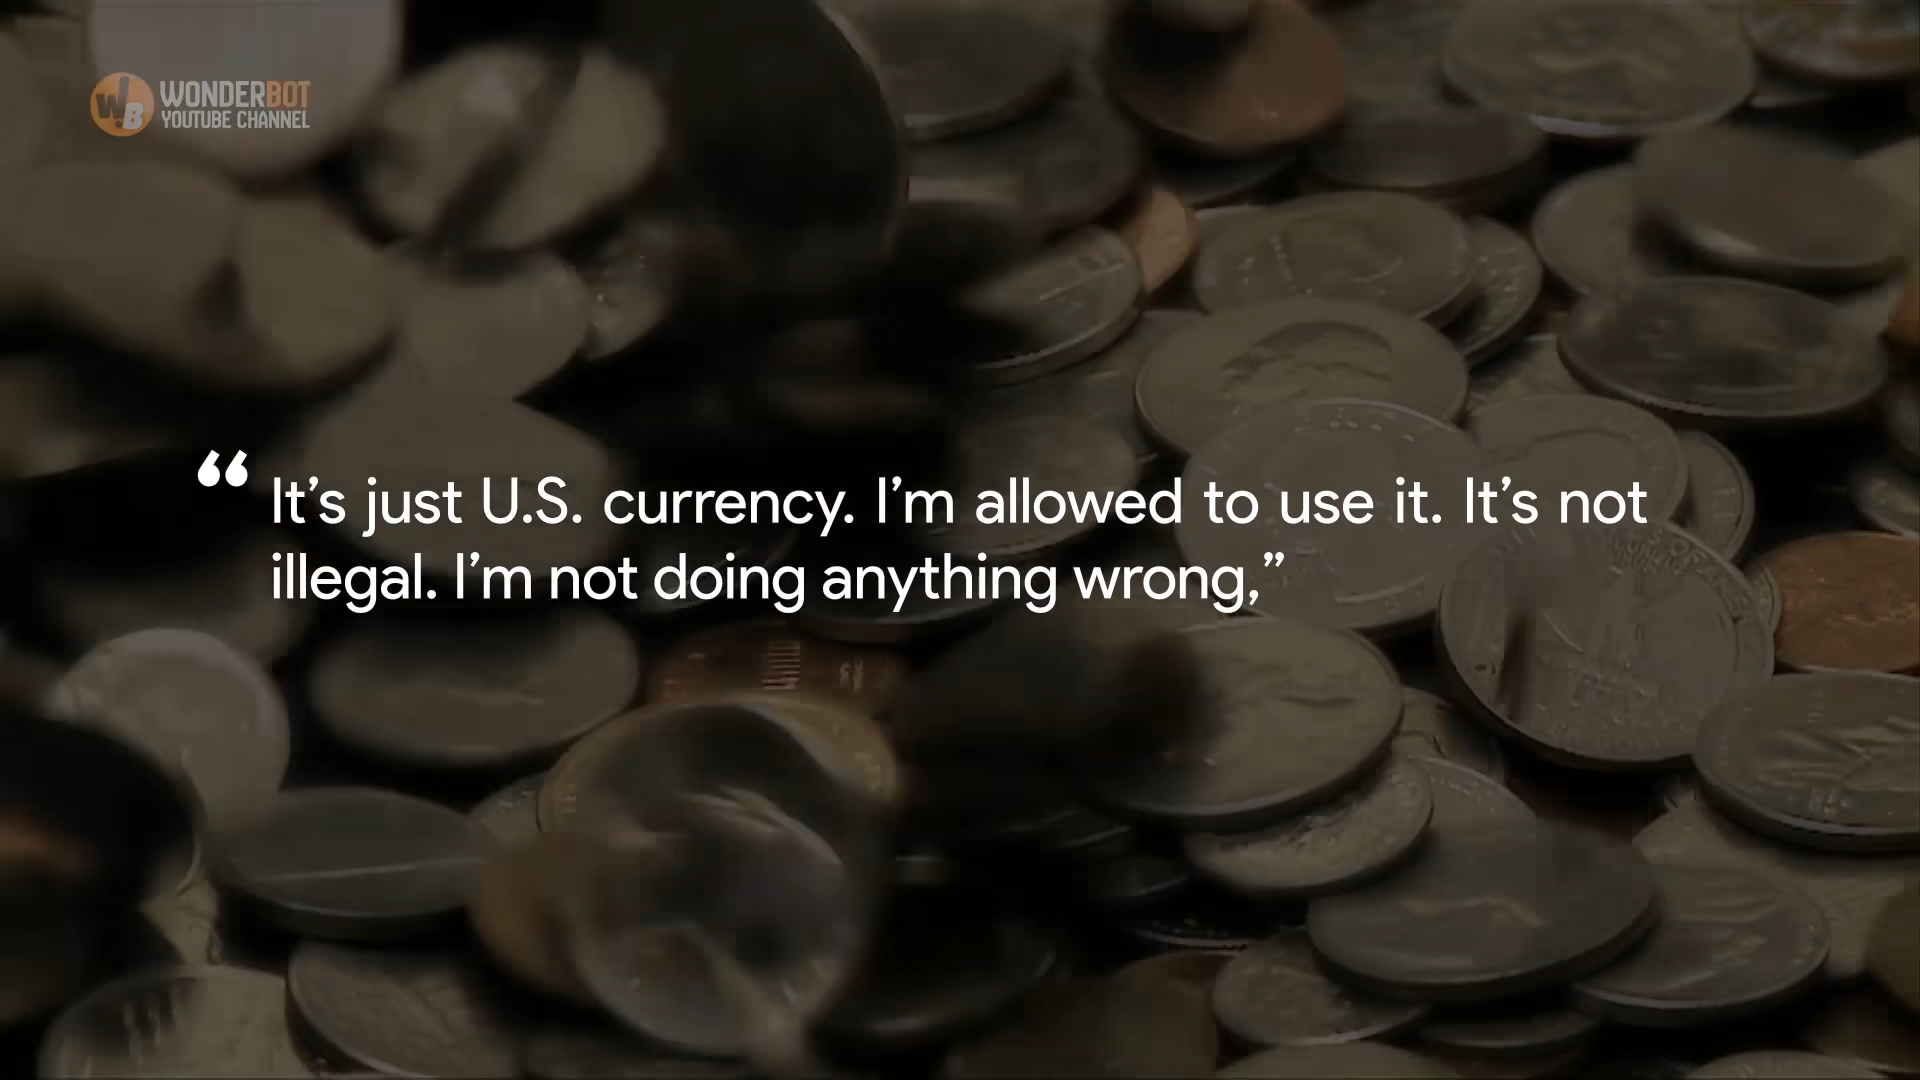 WONDERBOT
YOUTUBE CHANNEL
“It’s just U.S. currency. I’m allowed to use it. It’s not
illegal. I’m not doing anything wrong,”